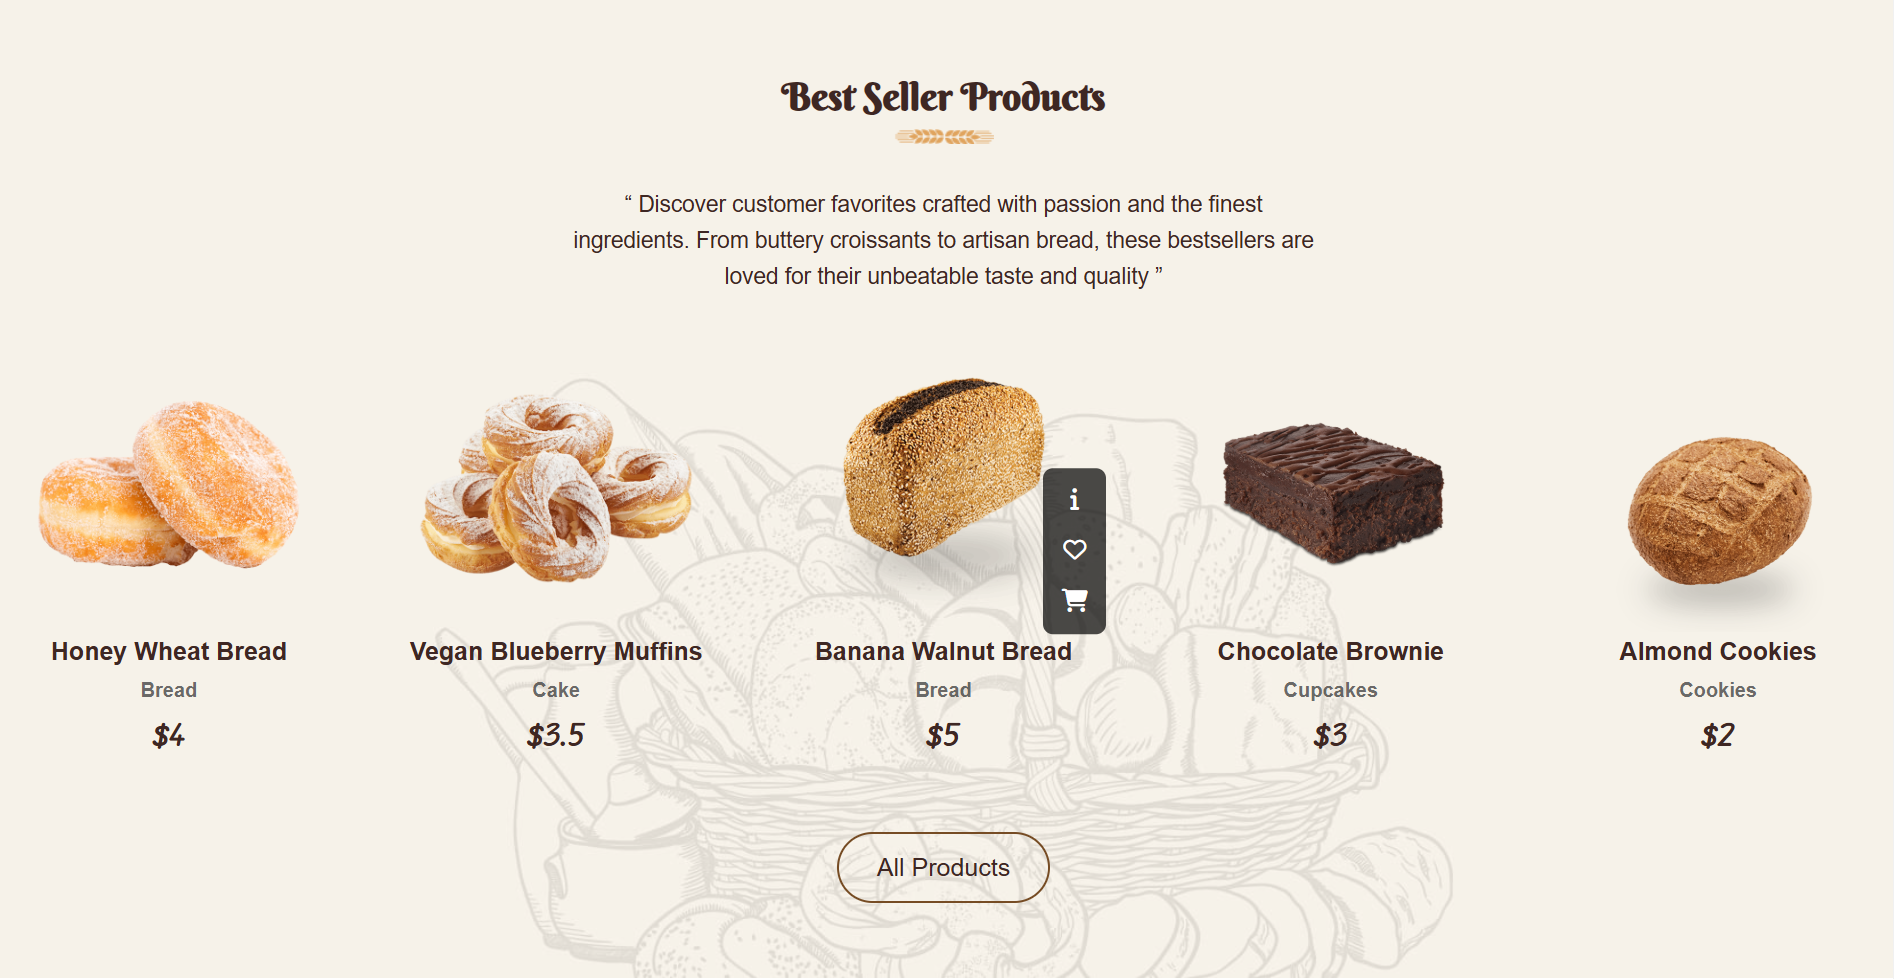 Best Seller Products
“ Discover customer favorites crafted with passion and the finest
ingredients. From buttery croissants to artisan bread, these bestsellers are
loved for their unbeatable taste and quality ”
Honey Wheat Bread
Bread
$4
Vegan Blueberry Muffins
Cake
$3.5
Banana Walnut Bread
Bread
$5
Chocolate Brownie
Cupcakes
$3
Almond Cookies
Cookies
$2
All Products